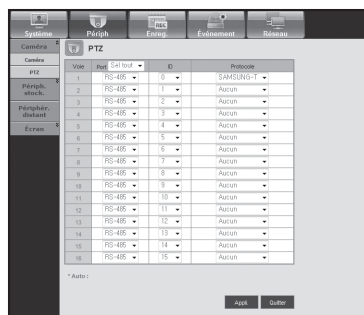 Système Périph Enreg. Événement Réseau
Caméra PTZ
Caméra
PTZ
Périph. stock.
Périphér. distant
Écran
Voie Port Sél tout ID Protocole
1 RS-485 0 SAMSUNG-T
2 RS-485 1 Aucun
3 RS-485 2 Aucun
4 RS-485 3 Aucun
5 RS-485 4 Aucun
6 RS-485 5 Aucun
7 RS-485 6 Aucun
8 RS-485 7 Aucun
9 RS-485 8 Aucun
10 RS-485 9 Aucun
11 RS-485 10 Aucun
12 RS-485 11 Aucun
13 RS-485 12 Aucun
14 RS-485 13 Aucun
15 RS-485 14 Aucun
16 RS-485 15 Aucun
* Auto :
Appli. Quitter